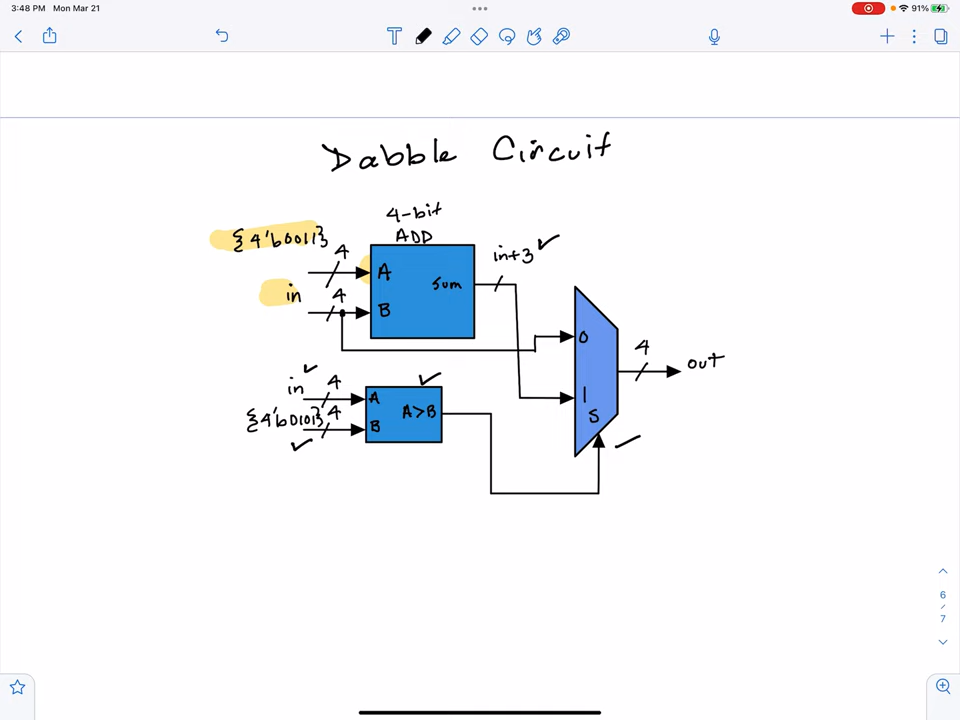 3:48 PM Mon Mar 21
91%
Dabble Circuit
4-bit
ADD
{4'b0011}
4
A
in
4
B
Sum
in+3
0
1
S
4
out
in
4
A
{4'b0101}
4
B
A>B
6
/
7